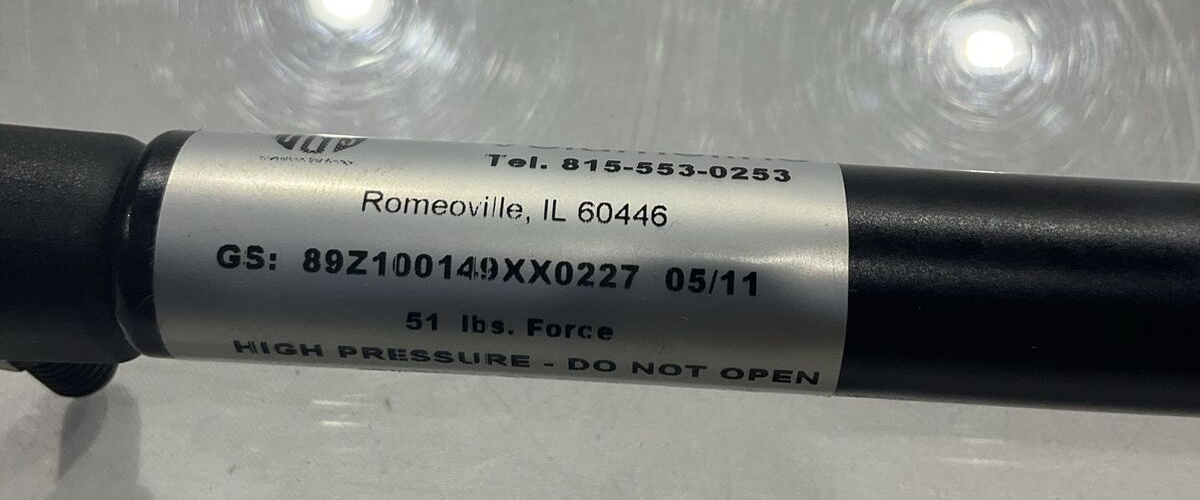 Tel. 815-553-0253
Romeoville, IL 60446
GS: 89Z100149XX0227 05/11
51 lbs. Force
HIGH PRESSURE - DO NOT OPEN